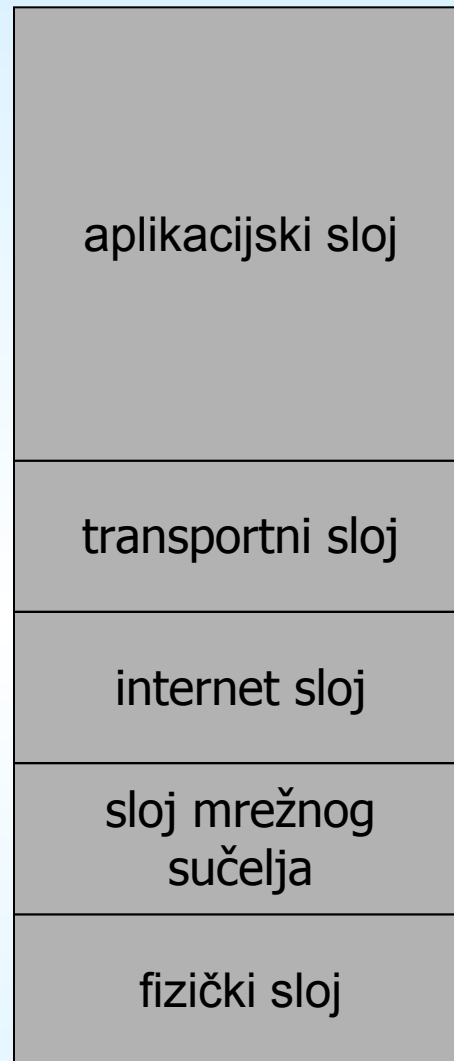 aplikacijski sloj
transportni sloj
internet sloj
sloj mrežnog
sučelja
fizički sloj